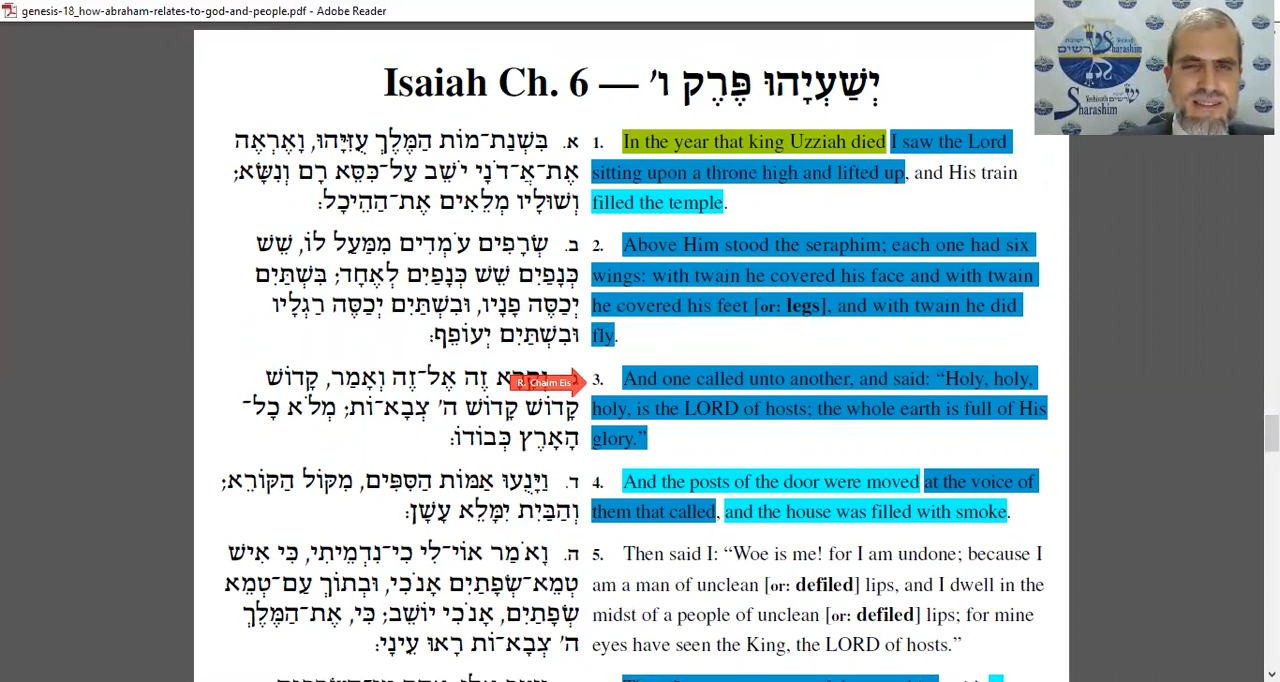 genesis-18_how-abraham-relates-to-god-and-people.pdf - Adobe Reader
Isaiah Ch. 6 — יְשַׁעְיָהוּ פֶּרֶק ו׳
א. בִּשְׁנַת־מוֹת הַמֶּלֶךְ עֻזִּיָּהוּ, וָאֶרְאֶה
אֶת־אֲ־דֹנָי יֹשֵׁב עַל־כִּסֵּא רָם וְנִשָּׂא;
וְשׁוּלָיו מְלֵאִים אֶת־הַהֵיכָל:
1. In the year that king Uzziah died I saw the Lord
sitting upon a throne high and lifted up, and His train
filled the temple.
ב. שְׂרָפִים עֹמְדִים מִמַּעַל לוֹ, שֵׁשׁ
כְּנָפַיִם שֵׁשׁ כְּנָפַיִם לְאֶחָד; בִּשְׁתַּיִם
יְכַסֶּה פָנָיו, וּבִשְׁתַּיִם יְכַסֶּה רַגְלָיו
וּבִשְׁתַּיִם יְעוֹפֵף:
2. Above Him stood the seraphim; each one had six
wings: with twain he covered his face and with twain
he covered his feet [or: legs], and with twain he did
fly.
זֶה אֶל־זֶה וְאָמַר, קָדוֹשׁ
קָדוֹשׁ קָדוֹשׁ ה׳ צְבָא־וֹת; מְלֹא כָל־
הָאָרֶץ כְּבוֹדוֹ:
R. Chaim Eis
3. And one called unto another, and said: “Holy, holy,
holy, is the LORD of hosts; the whole earth is full of His
glory.”
ד. וַיָּנֻעוּ אַמּוֹת הַסִּפִּים, מִקּוֹל הַקּוֹרֵא;
וְהַבַּיִת יִמָּלֵא עָשָׁן:
4. And the posts of the door were moved at the voice of
them that called, and the house was filled with smoke.
ה. וָאֹמַר אוֹי־לִי כִי־נִדְמֵיתִי, כִּי אִישׁ
טְמֵא־שְׂפָתַיִם אָנֹכִי, וּבְתוֹךְ עַם־טְמֵא
שְׂפָתַיִם, אָנֹכִי יוֹשֵׁב; כִּי, אֶת־הַמֶּלֶךְ
ה׳ צְבָא־וֹת רָאוּ עֵינָי:
5. Then said I: “Woe is me! for I am undone; because I
am a man of unclean [or: defiled] lips, and I dwell in the
midst of a people of unclean [or: defiled] lips; for mine
eyes have seen the King, the LORD of hosts.”
Yeshivath
Sharashim
Yeshivath
Sharashim